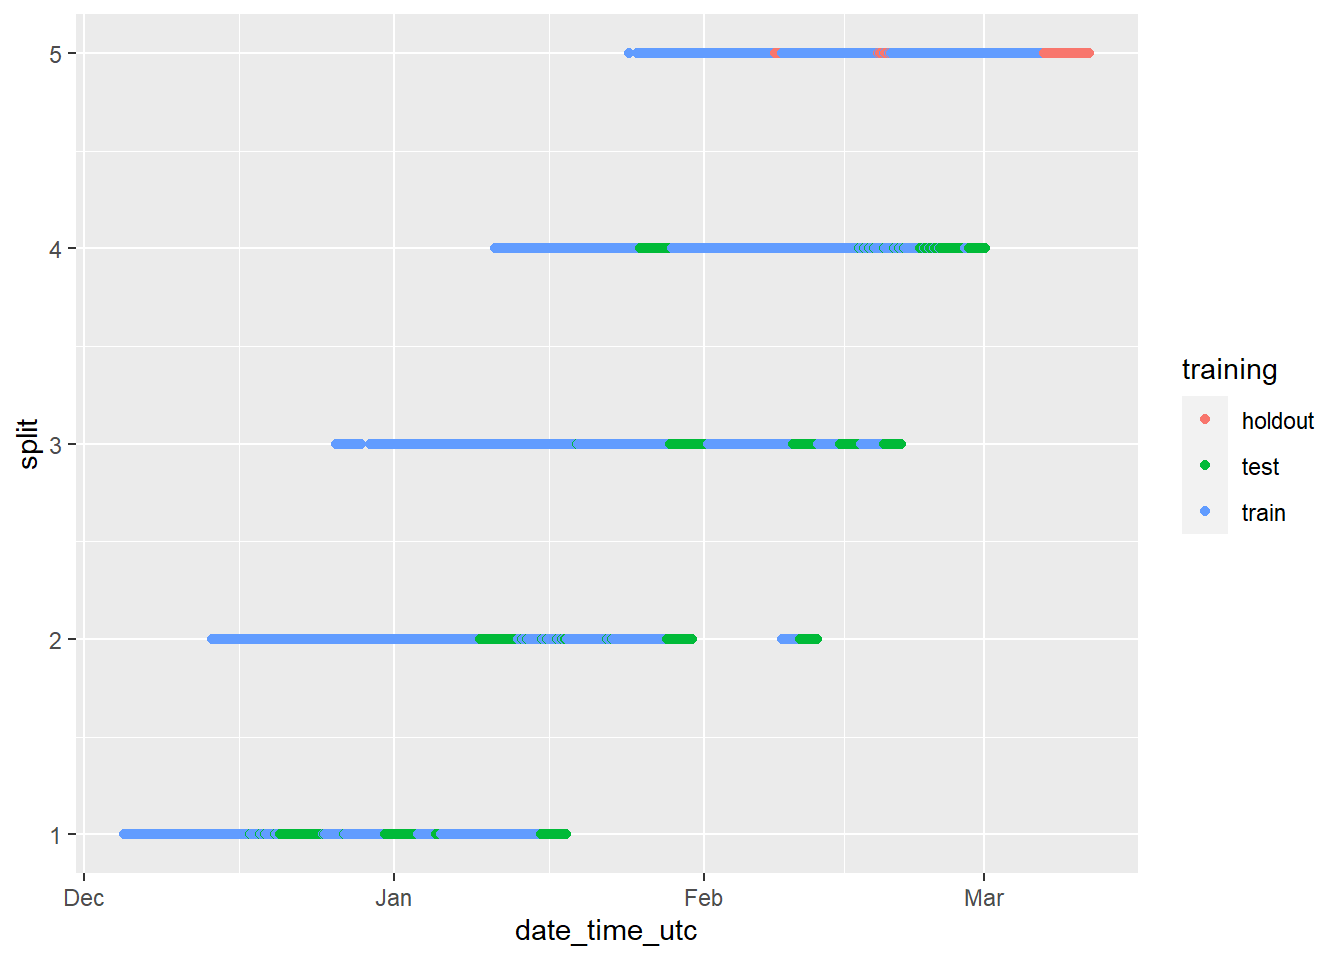 5
4
3
2
1
split
Dec
Jan
Feb
Mar
date_time_utc
training
holdout
test
train